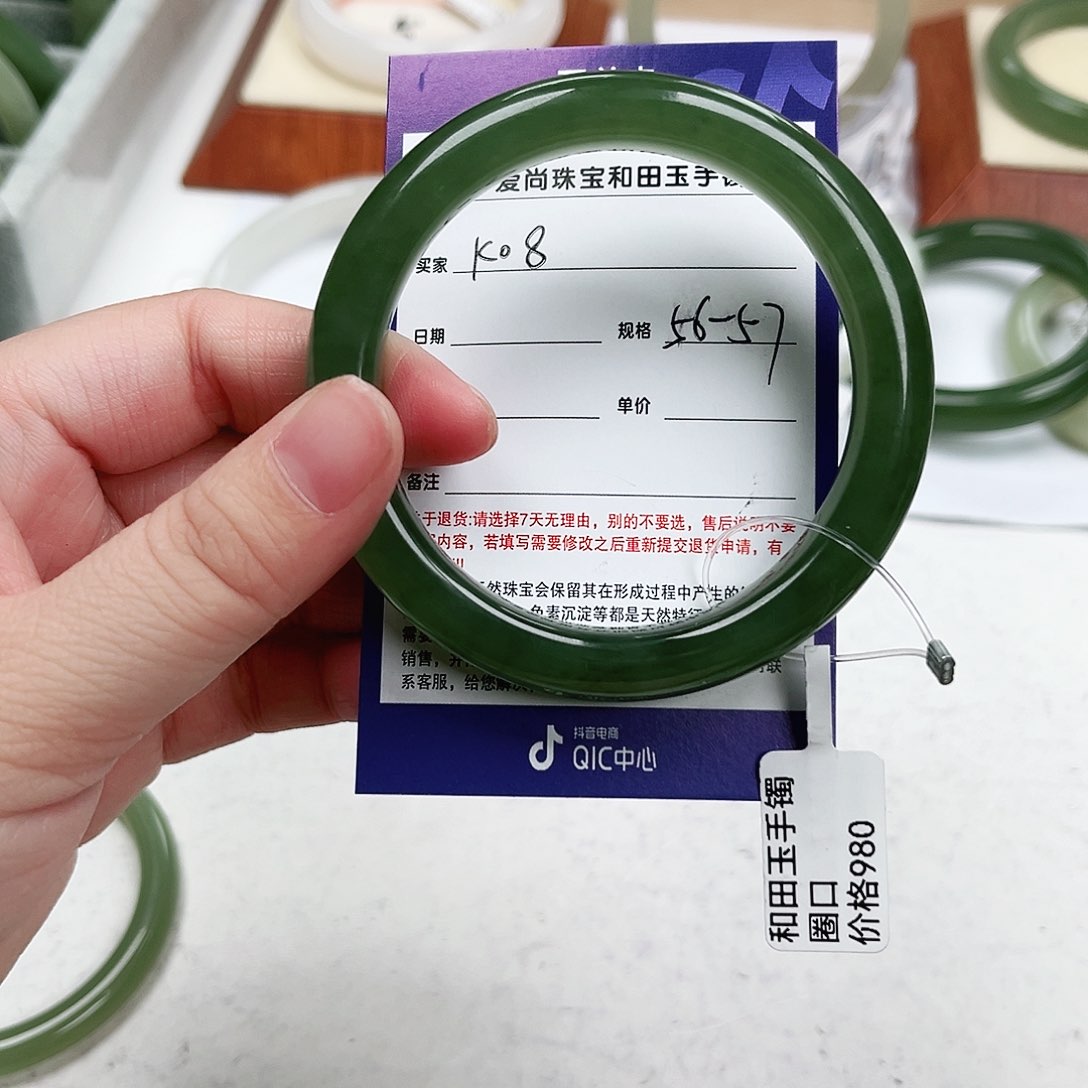 爱尚珠宝和田玉手
买家 K08
日期 规格 56-57
单价
备注
于退货:请选择7天无理由，别的不要选，售后说明不要
内容，若填写需要修改之后重新提交退货申请，有
然珠宝会保留其在形成过程中产生的
色素沉淀等都是天然特征
需
销售，
系客服，给您解决，
抖音电商
QIC中心
和田玉手镯
圈口
价格980